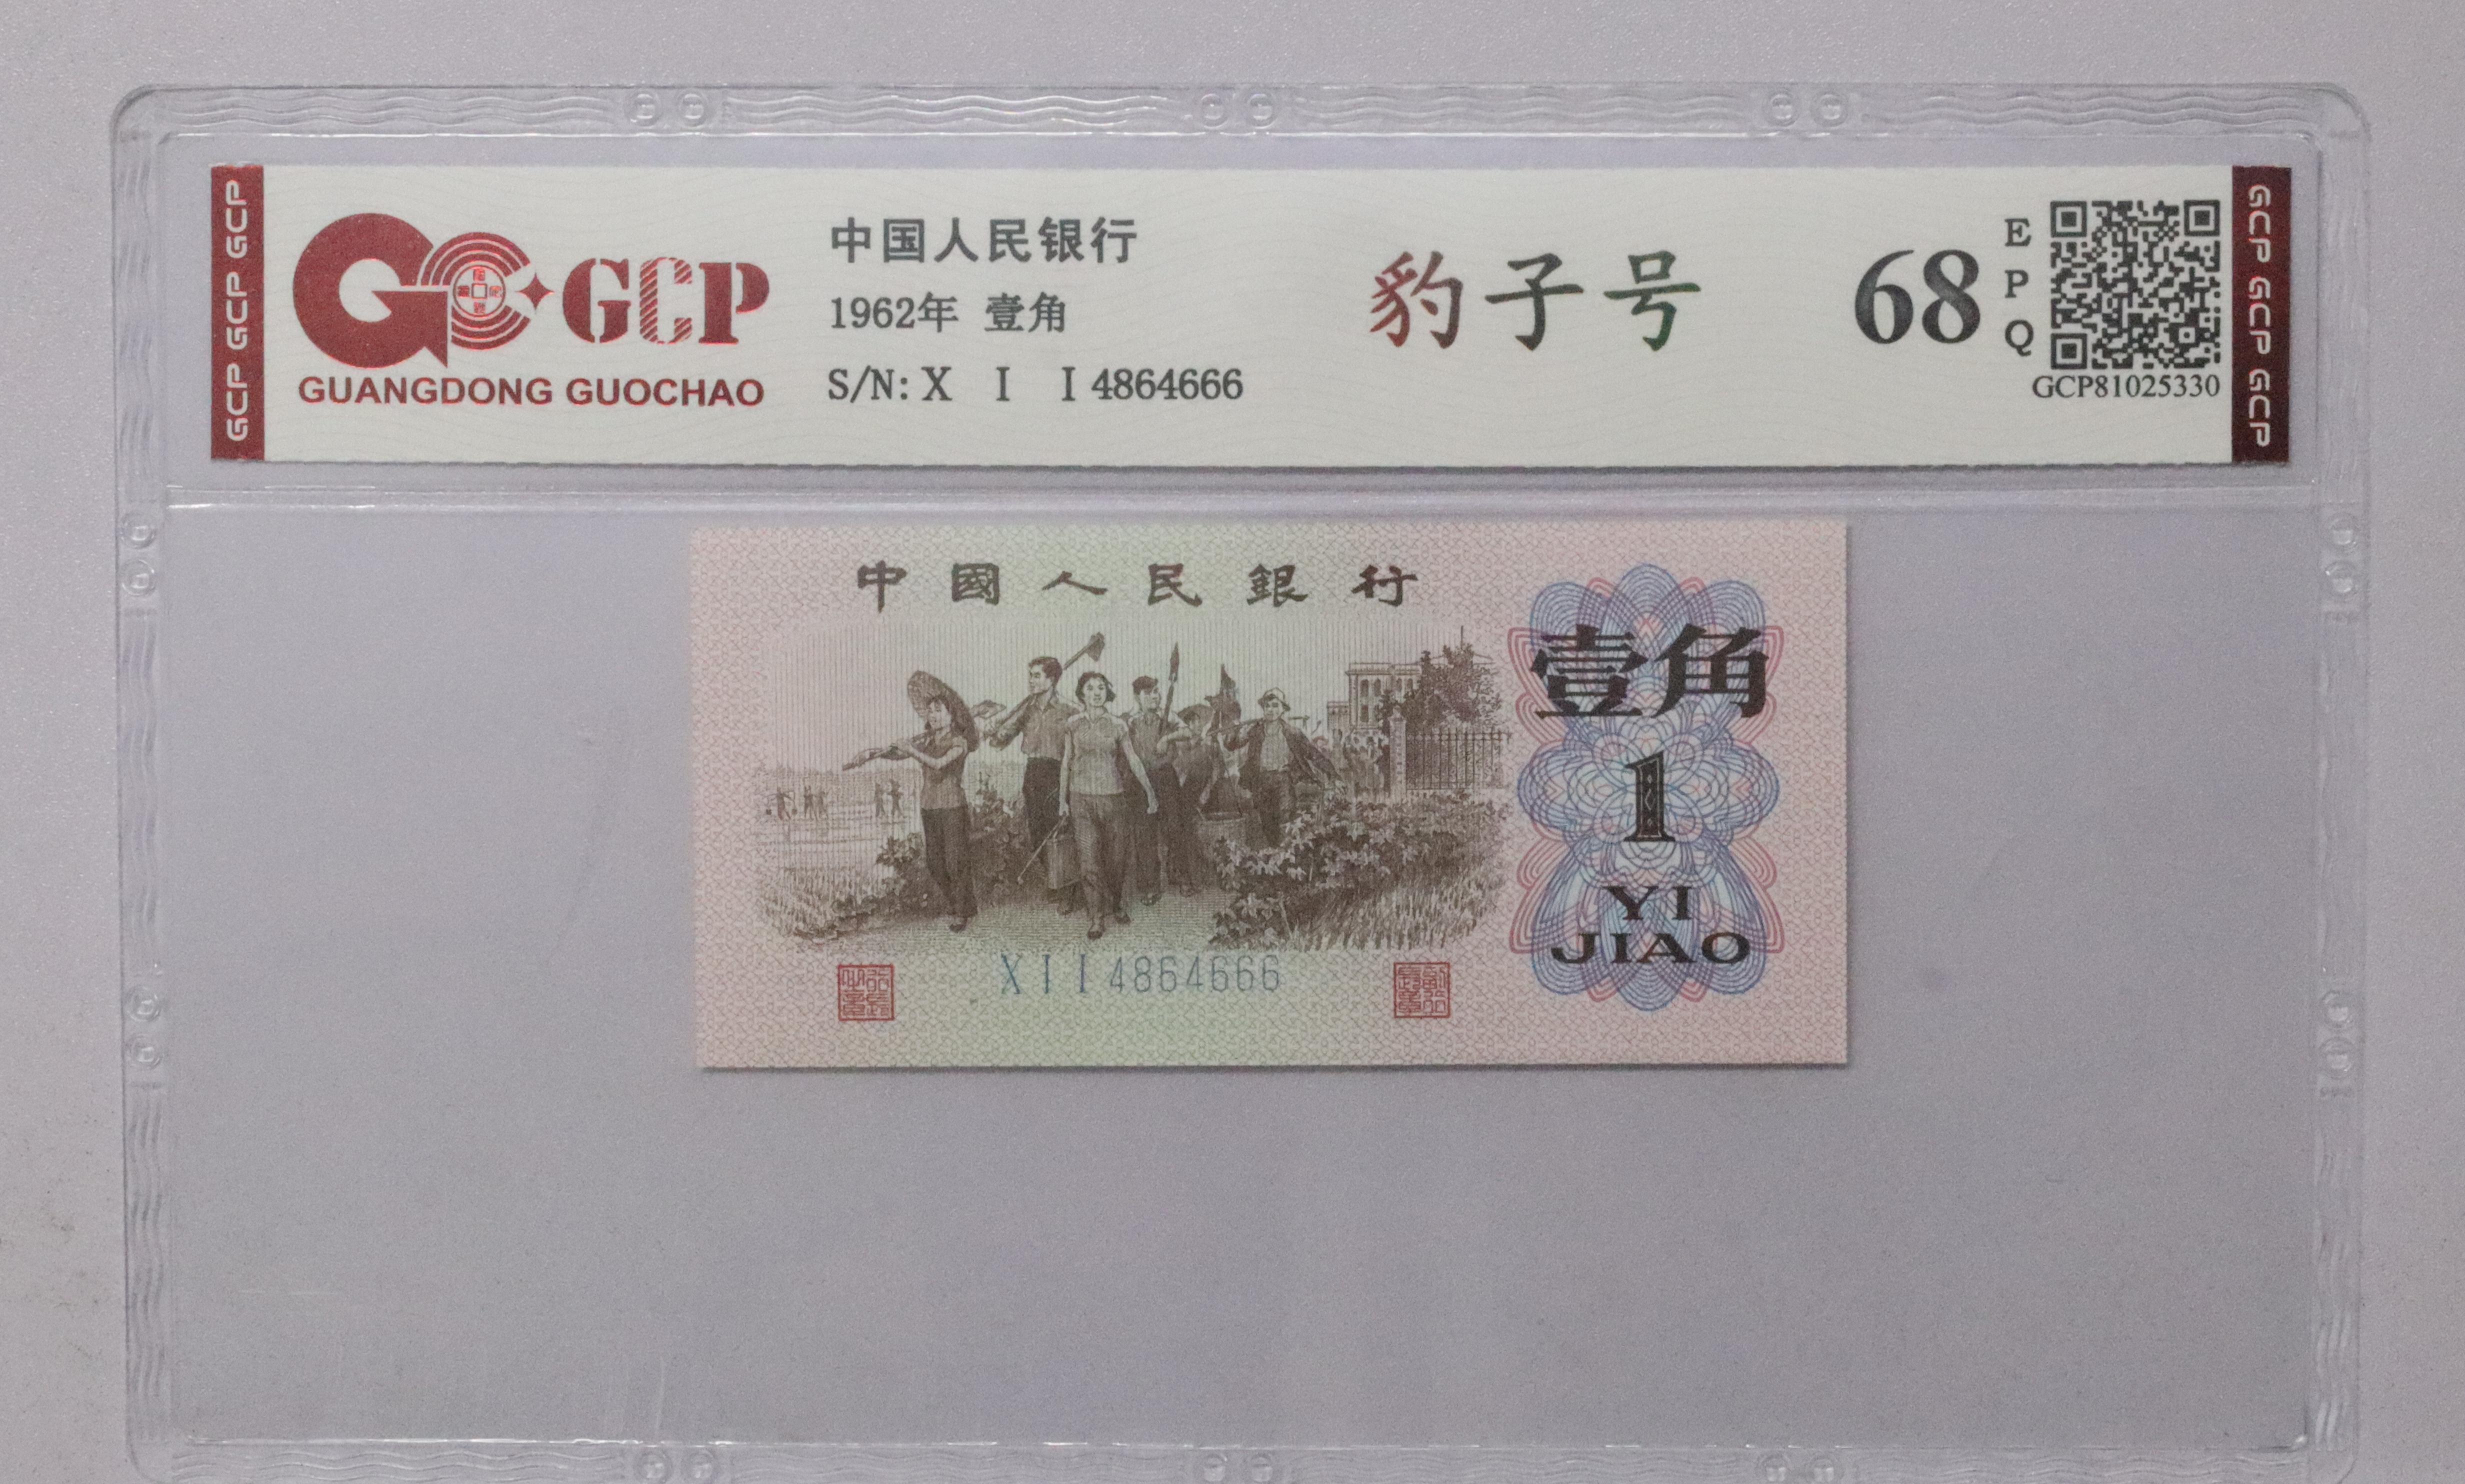 GCP GCP GCP
GCP
GUANGDONG GUOCHAO
中国人民银行
1962年 壹角
S/N: X I I 4864666
豹子号
68
EPQ
GCP81025330
GCP GCP GCP
中國人民銀行
壹角
1
YI
JIAO
X I I 4864666